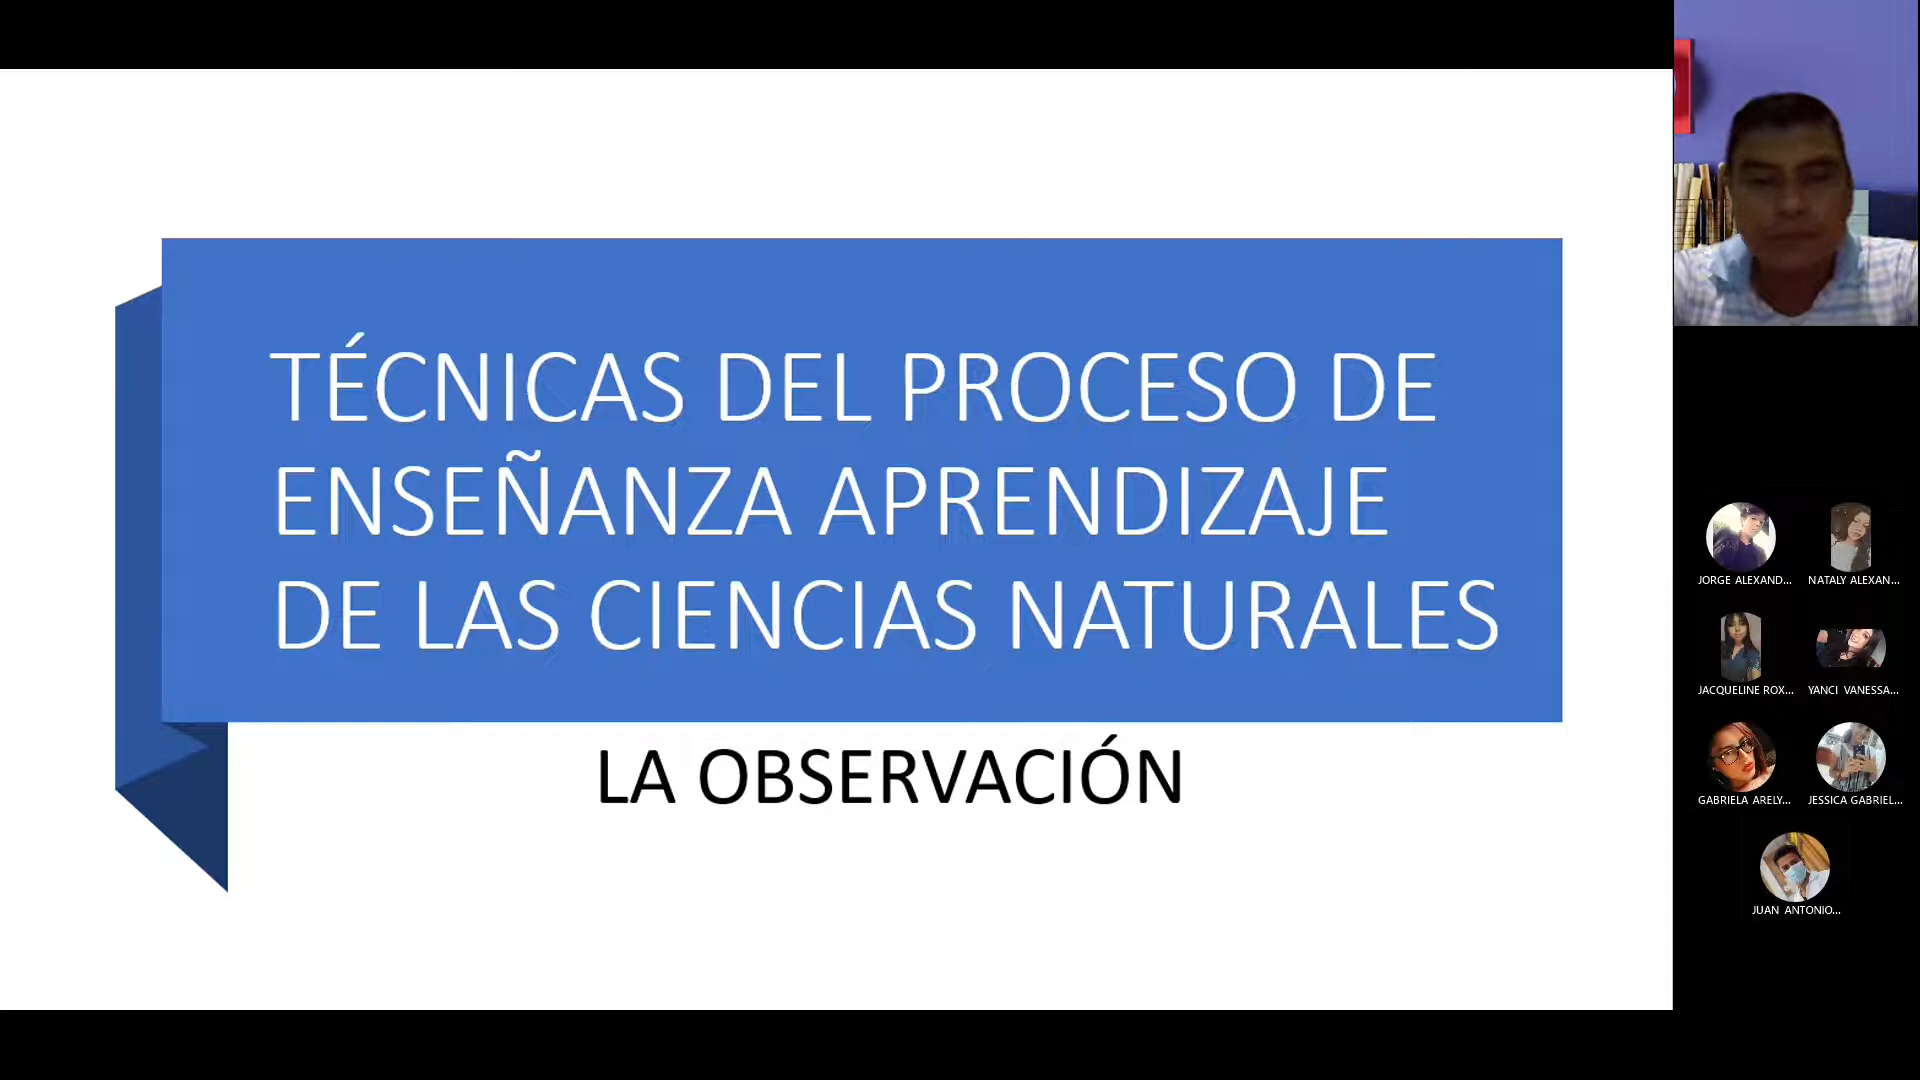 TÉCNICAS DEL PROCESO DE
ENSEÑANZA APRENDIZAJE
DE LAS CIENCIAS NATURALES
LA OBSERVACIÓN
JORGE ALEXAND...
NATALY ALEXAN...
JACQUELINE ROX...
YANCI VANESSA...
GABRIELA ARELY...
JESSICA GABRIEL...
JUAN ANTONIO...